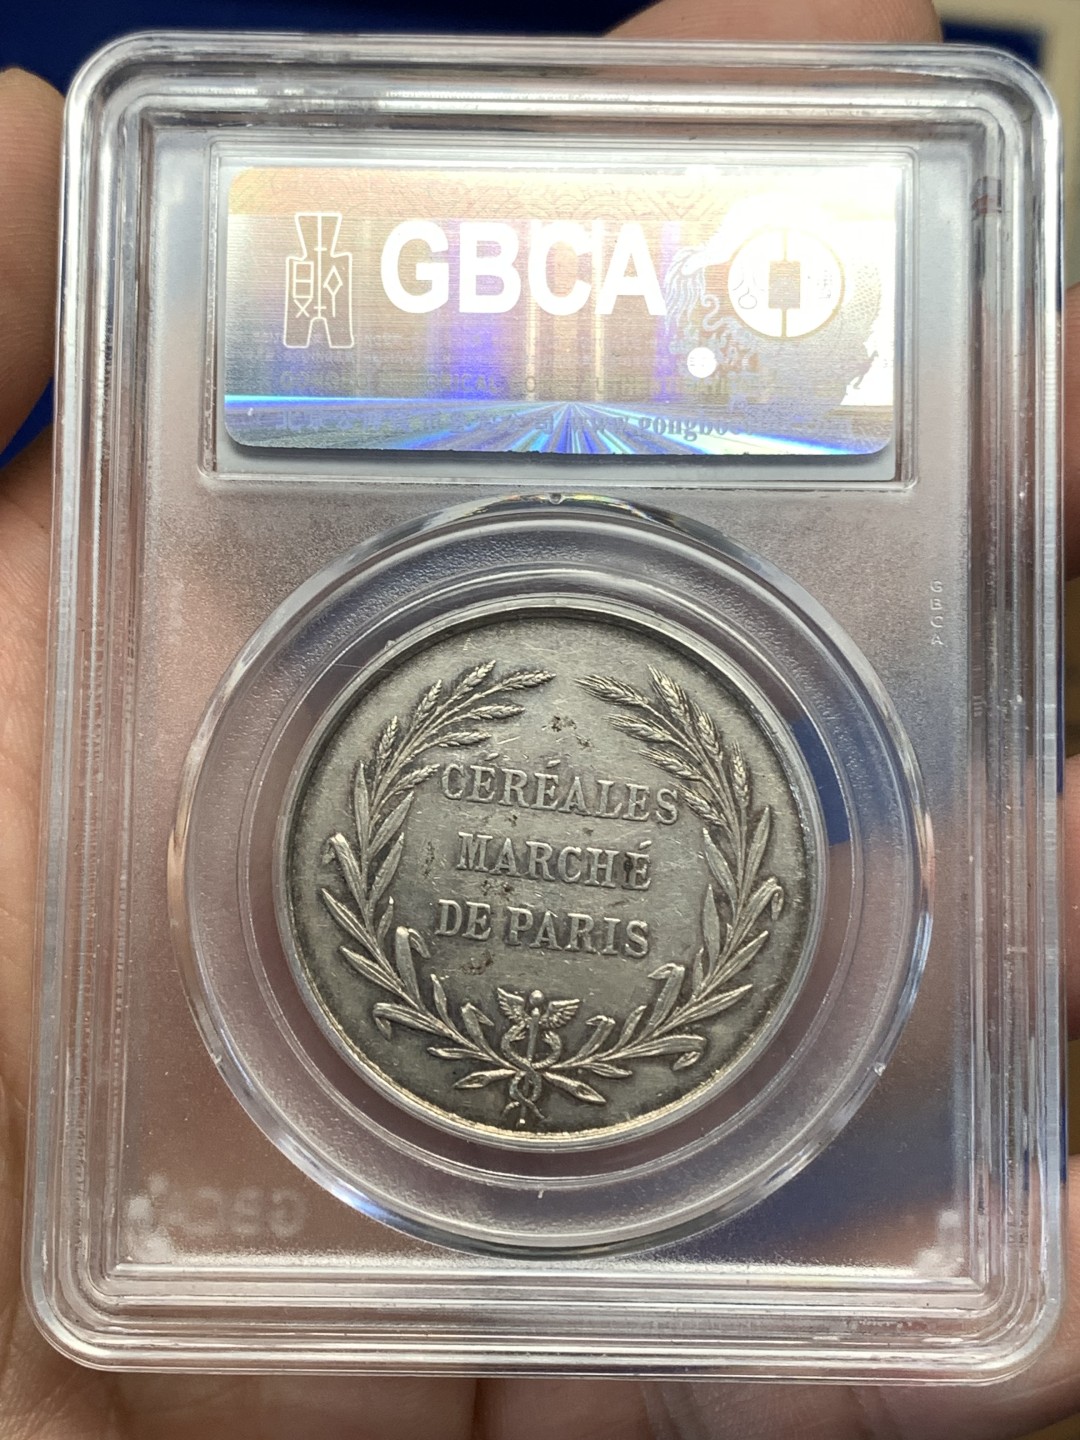 GBCA
GBCA
CÉRÉALES
MARCHÉ
DE PARIS